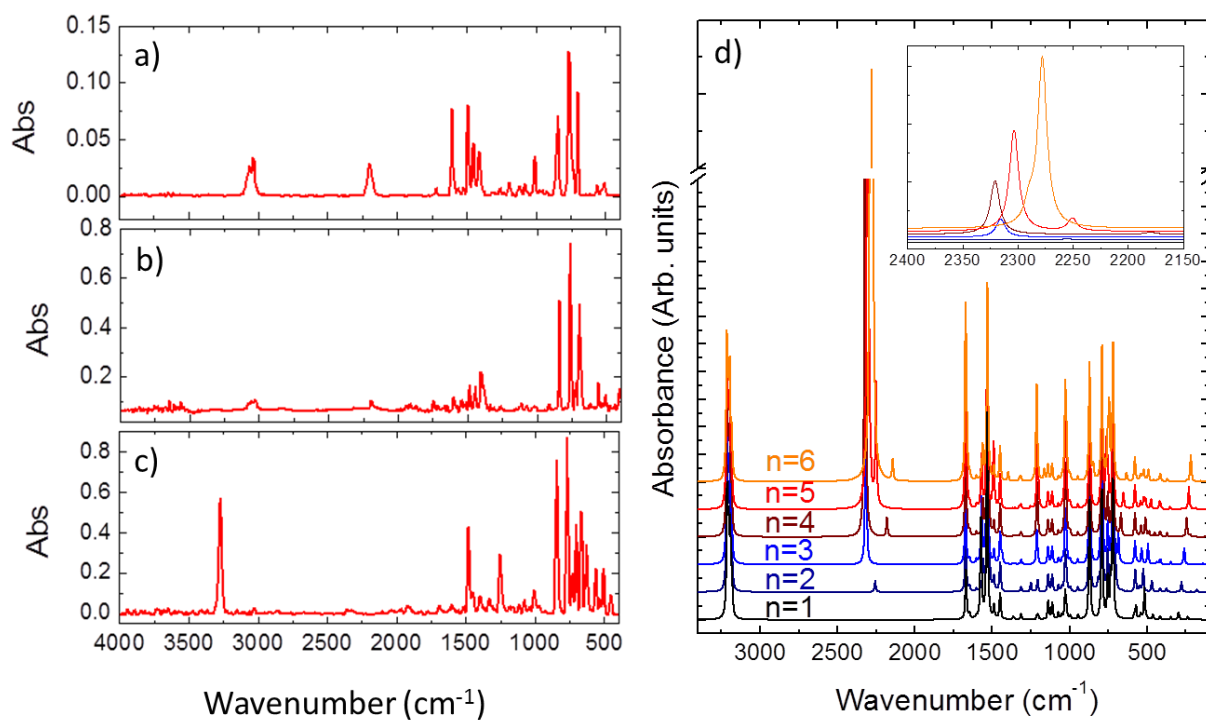 a)
0.15
0.10
0.05
0.00
Abs
b)
0.8
0.6
0.4
0.2
Abs
c)
0.8
0.6
0.4
0.2
0.0
Abs
4000 3500 3000 2500 2000 1500 1000 500
Wavenumber (cm-1)
d)
Absorbance (Arb. units)
n=6
n=5
n=4
n=3
n=2
n=1
3000 2500 2000 1500 1000 500
Wavenumber (cm-1)
2400 2350 2300 2250 2200 2150